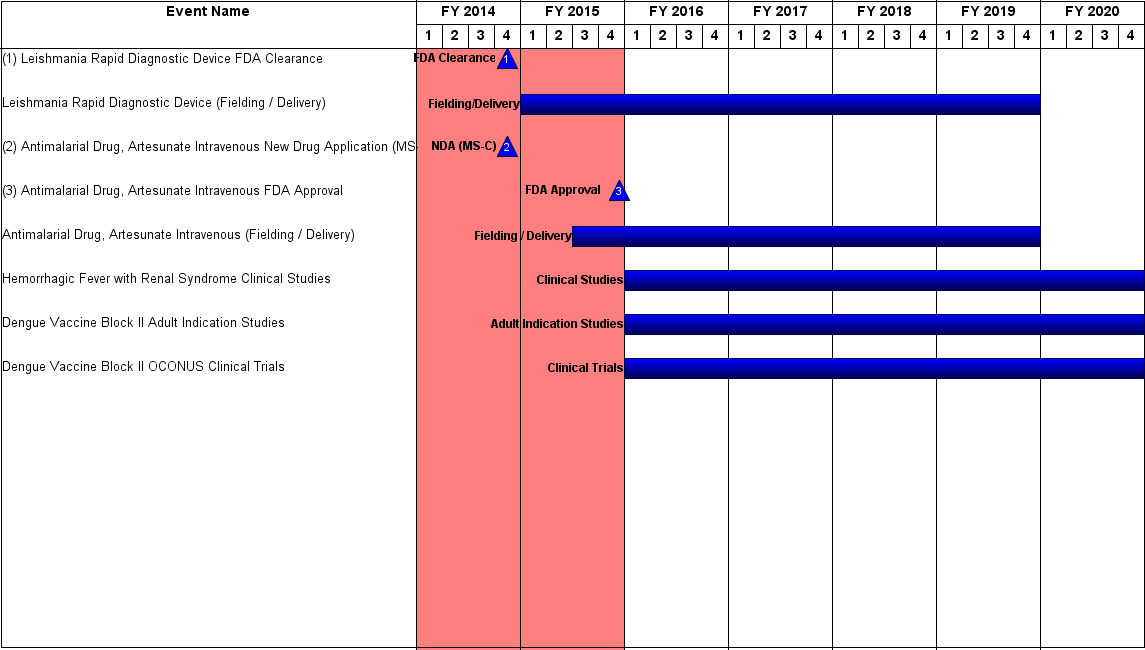 Event Name FY 2014 FY 2015 FY 2016 FY 2017 FY 2018 FY 2019 FY 2020
1 2 3 4 1 2 3 4 1 2 3 4 1 2 3 4 1 2 3 4 1 2 3 4 1 2 3 4
(1) Leishmania Rapid Diagnostic Device FDA Clearance FDA Clearance 1
Leishmania Rapid Diagnostic Device (Fielding / Delivery) Fielding/Delivery
(2) Antimalarial Drug, Artesunate Intravenous New Drug Application (MS- NDA (MS-C) 2
(3) Antimalarial Drug, Artesunate Intravenous FDA Approval FDA Approval 3
Antimalarial Drug, Artesunate Intravenous (Fielding / Delivery) Fielding / Delivery
Hemorrhagic Fever with Renal Syndrome Clinical Studies Clinical Studies
Dengue Vaccine Block II Adult Indication Studies Adult Indication Studies
Dengue Vaccine Block II OCONUS Clinical Trials Clinical Trials